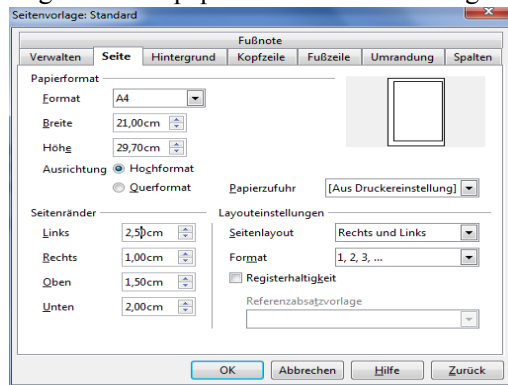 Seitenvorlage: Standard
Fußnote
Verwalten Seite Hintergrund Kopfzeile Fußzeile Umrandung Spalten
Papierformat
Format A4
Breite 21,00cm
Höhe 29,70cm
Ausrichtung Hochformat
Querformat Papierzufuhr [Aus Druckereinstellung]
Seitenränder Layouteinstellungen
Links 2,50cm Seitenlayout Rechts und Links
Rechts 1,00cm Format 1, 2, 3, ...
Oben 1,50cm Registerhaltigkeit
Unten 2,00cm Referenzabsatzvorlage
OK Abbrechen Hilfe Zurück